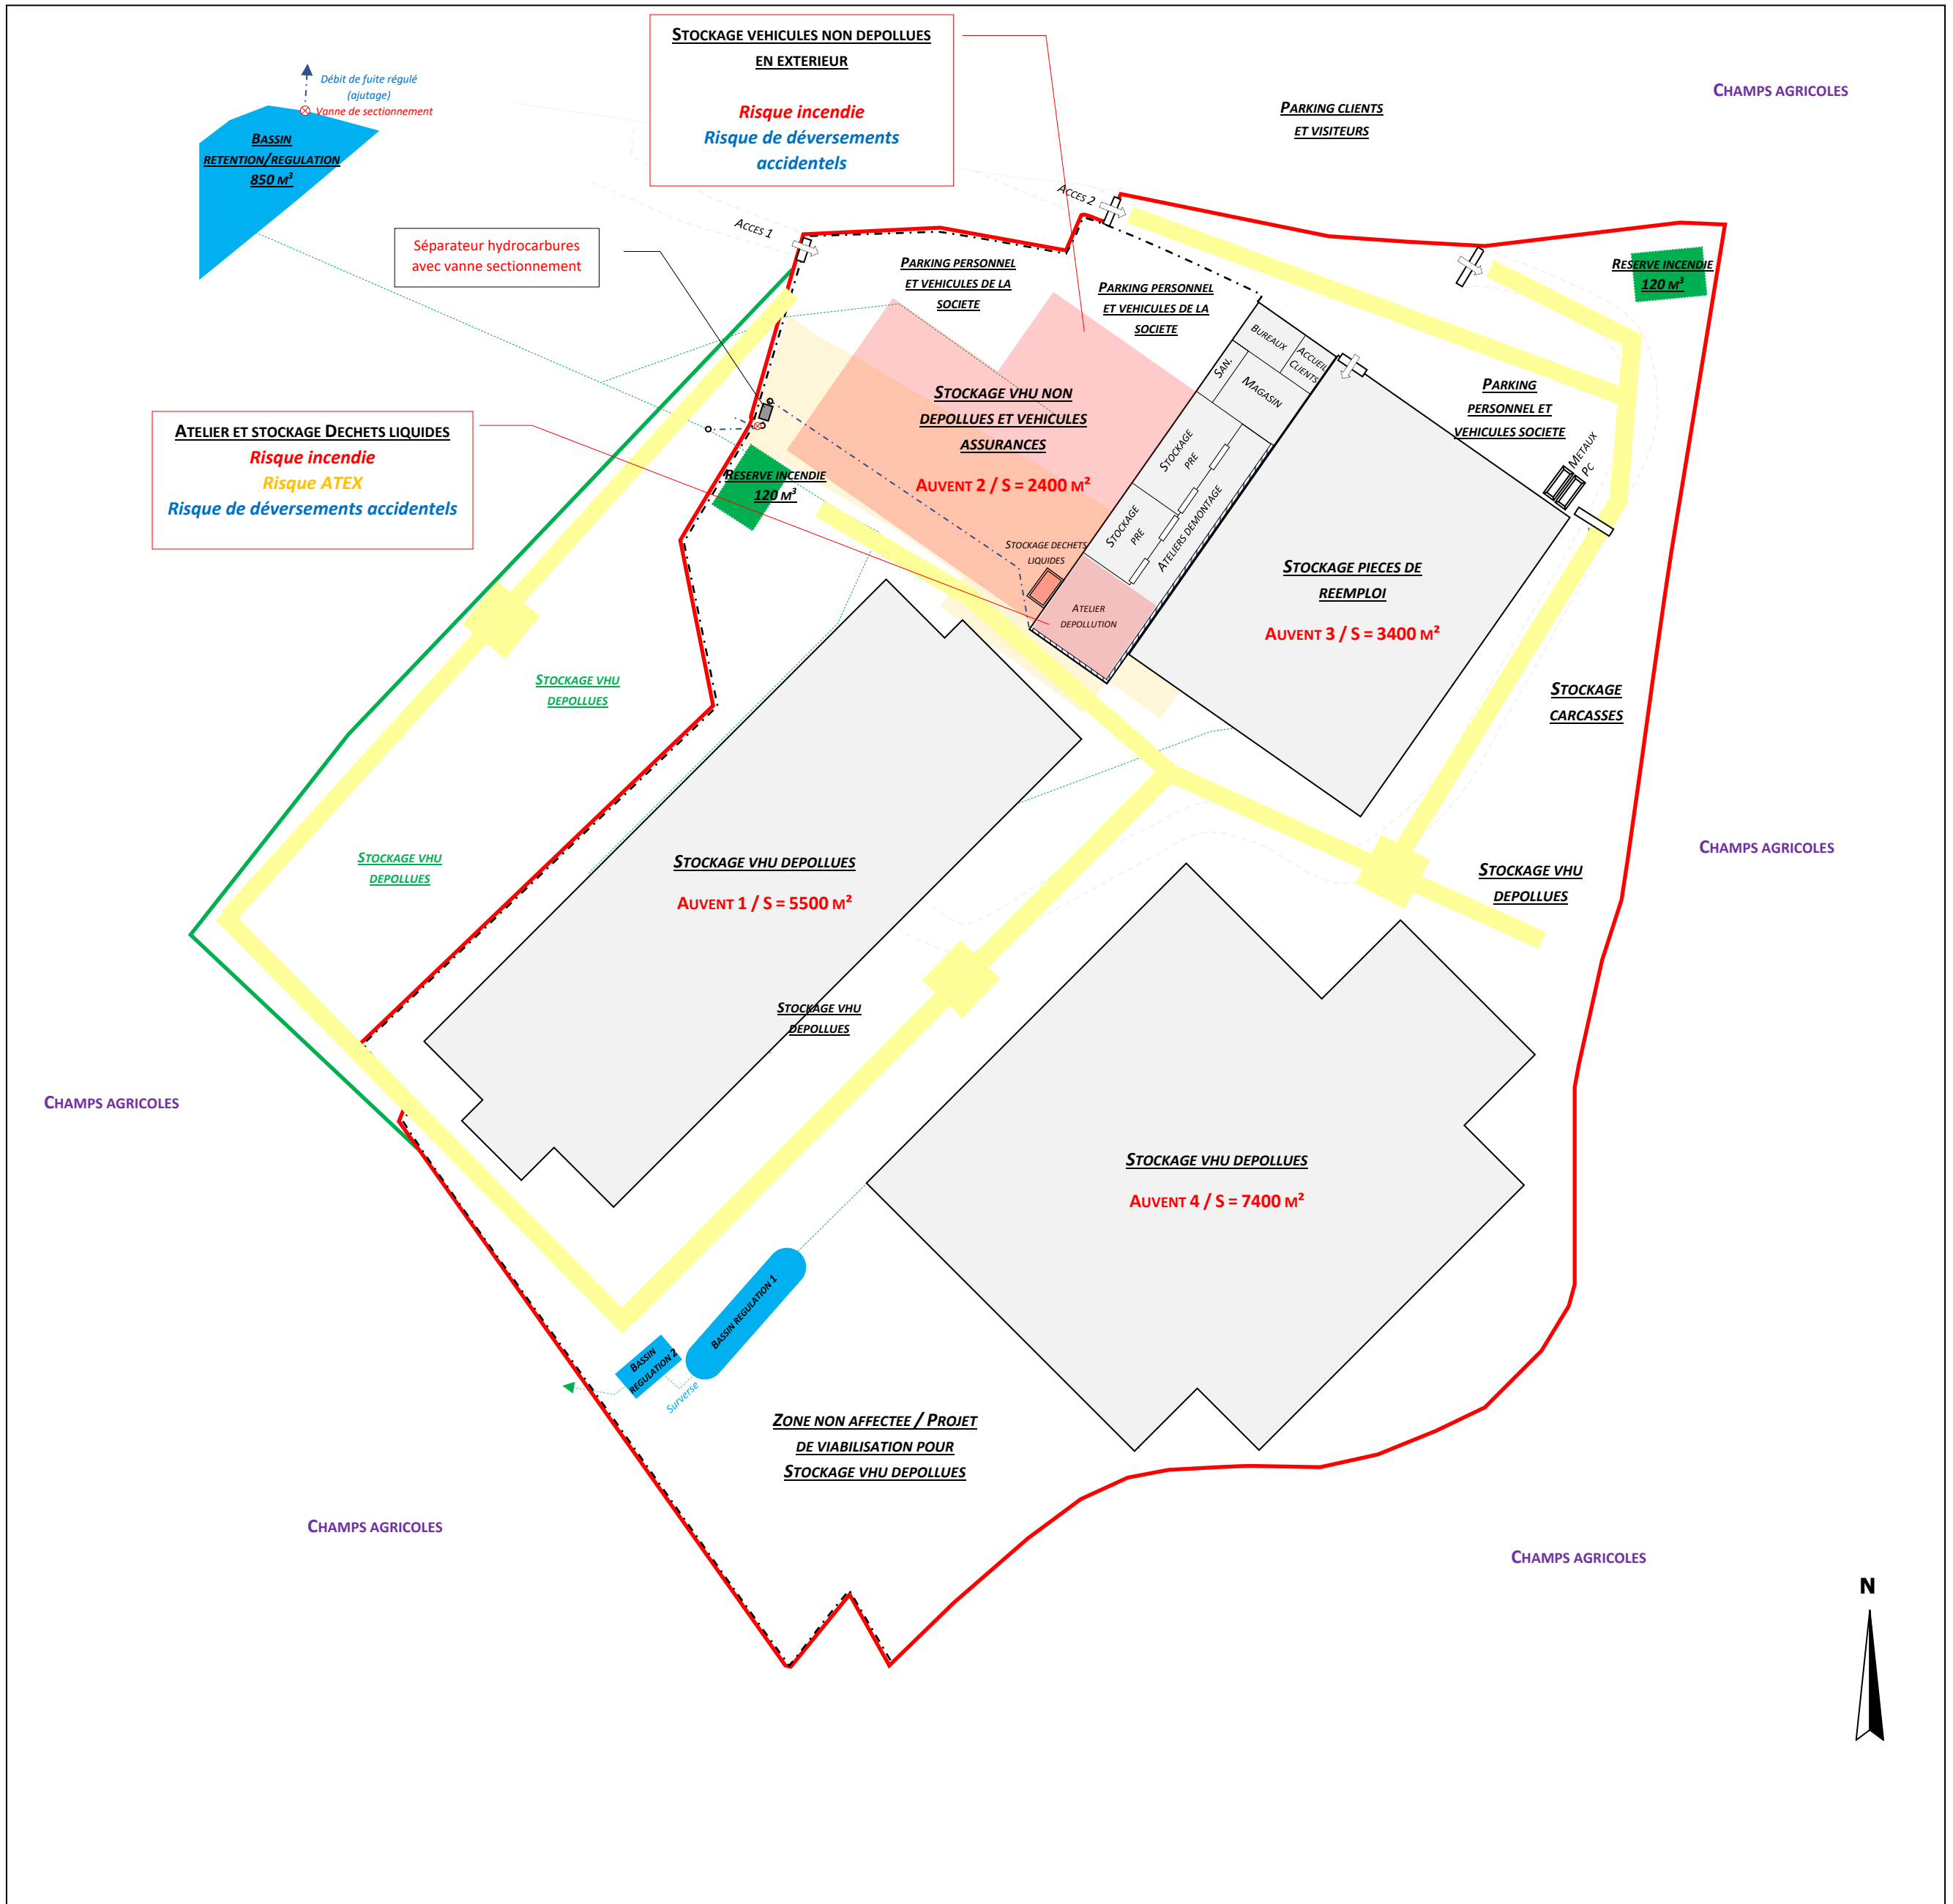 STOCKAGE VEHICULES NON DEPOLLUES
EN EXTERIEUR
Risque incendie
Risque de déversements
accidentels
Débit de fuite régulé
(ajutage)
Vanne de sectionnement
BASSIN
RETENTION/REGULATION
850 M³
CHAMPS AGRICOLES
PARKING CLIENTS
ET VISITEURS
ACCES 2
ACCES 1
Séparateur hydrocarbures
avec vanne sectionnement
PARKING PERSONNEL
ET VEHICULES DE LA
SOCIETE
PARKING PERSONNEL
ET VEHICULES DE LA
SOCIETE
RESERVE INCENDIE
120 M³
BUREAUX
ACCUEIL
CLIENTS
SAN.
MAGASIN
STOCKAGE VHU NON
DEPOLLUES ET VEHICULES
ASSURANCES
AUVENT 2 / S = 2400 M²
PARKING
PERSONNEL ET
VEHICULES SOCIETE
METAUX
PC
ATELIER ET STOCKAGE DECHETS LIQUIDES
Risque incendie
Risque ATEX
Risque de déversements accidentels
RESERVE INCENDIE
120 M³
STOCKAGE
PRE
STOCKAGE
PRE
ATELIERS DEMONTAGE
STOCKAGE DECHETS
LIQUIDES
ATELIER
DEPOLLUTION
STOCKAGE PIECES DE
REEMPLOI
AUVENT 3 / S = 3400 M²
STOCKAGE VHU
DEPOLLUES
STOCKAGE
CARCASSES
STOCKAGE VHU
DEPOLLUES
STOCKAGE VHU DEPOLLUES
AUVENT 1 / S = 5500 M²
CHAMPS AGRICOLES
STOCKAGE VHU
DEPOLLUES
STOCKAGE VHU
DEPOLLUES
CHAMPS AGRICOLES
STOCKAGE VHU DEPOLLUES
AUVENT 4 / S = 7400 M²
BASSIN REGULATION 1
BASSIN
REGULATION 2
Surverse
ZONE NON AFFECTEE / PROJET
DE VIABILISATION POUR
STOCKAGE VHU DEPOLLUES
CHAMPS AGRICOLES
CHAMPS AGRICOLES
N